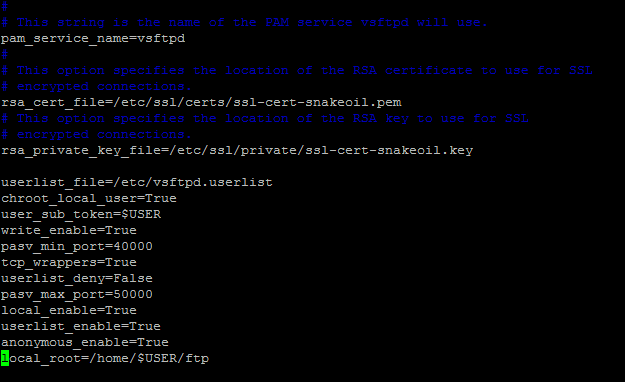 #
# This string is the name of the PAM service vsftpd will use.
pam_service_name=vsftpd
#
# This option specifies the location of the RSA certificate to use for SSL
# encrypted connections.
rsa_cert_file=/etc/ssl/certs/ssl-cert-snakeoil.pem
# This option specifies the location of the RSA key to use for SSL
# encrypted connections.
rsa_private_key_file=/etc/ssl/private/ssl-cert-snakeoil.key
userlist_file=/etc/vsftpd.userlist
chroot_local_user=True
user_sub_token=$USER
write_enable=True
pasv_min_port=40000
tcp_wrappers=True
userlist_deny=False
pasv_max_port=50000
local_enable=True
userlist_enable=True
anonymous_enable=True
local_root=/home/$USER/ftp